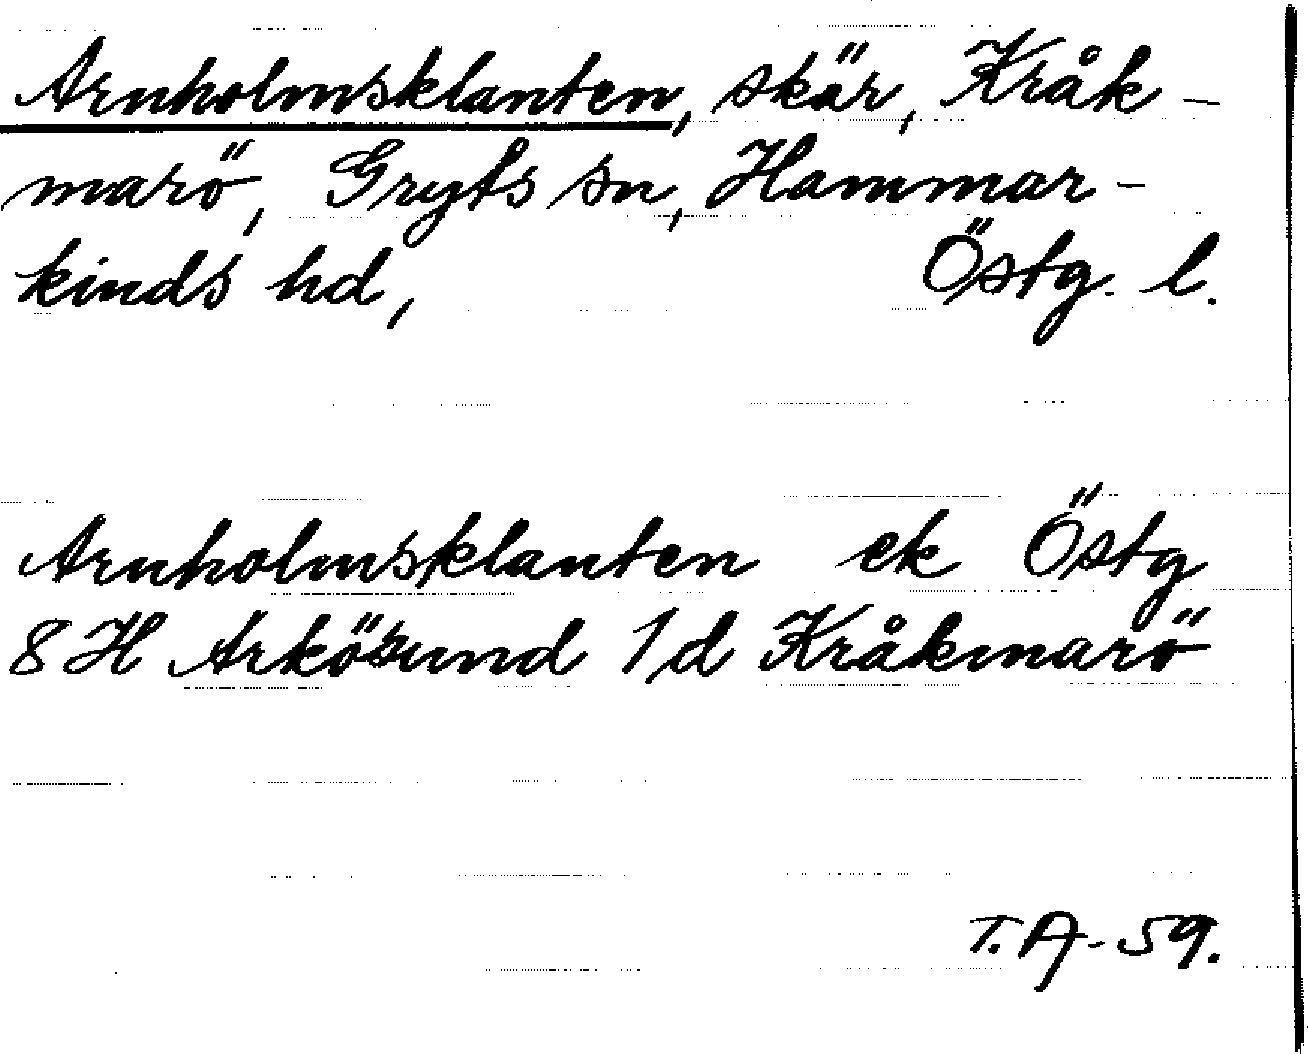 Arnholmsklanten, skär, Kråk-
marö, Gryts sn, Hammar-
kinds hd, Östg. l.
Arnholmsklanten ek Östg
8 H Arkösund 1 d Kråkmarö
T.A-59.